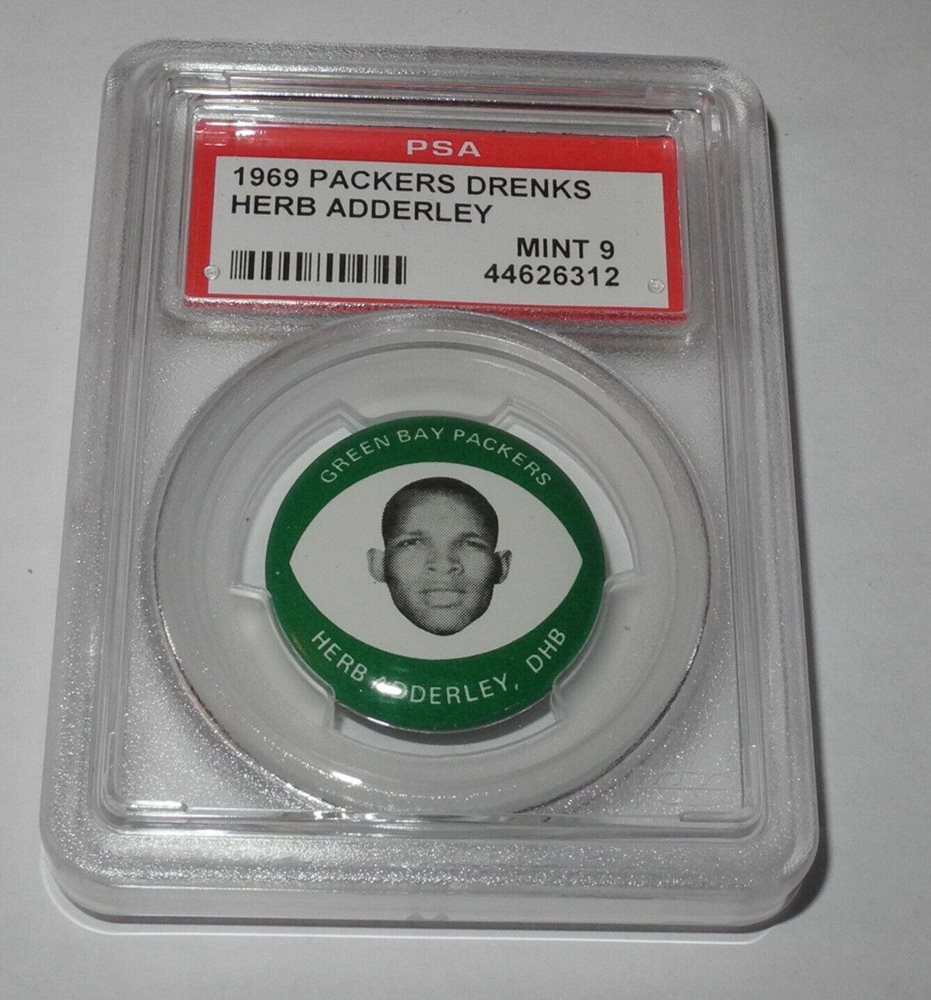 PSA
1969 PACKERS DRENKS
HERB ADDERLEY
MINT 9
44626312
GREEN BAY PACKERS
HERB ADDERLEY, DHB